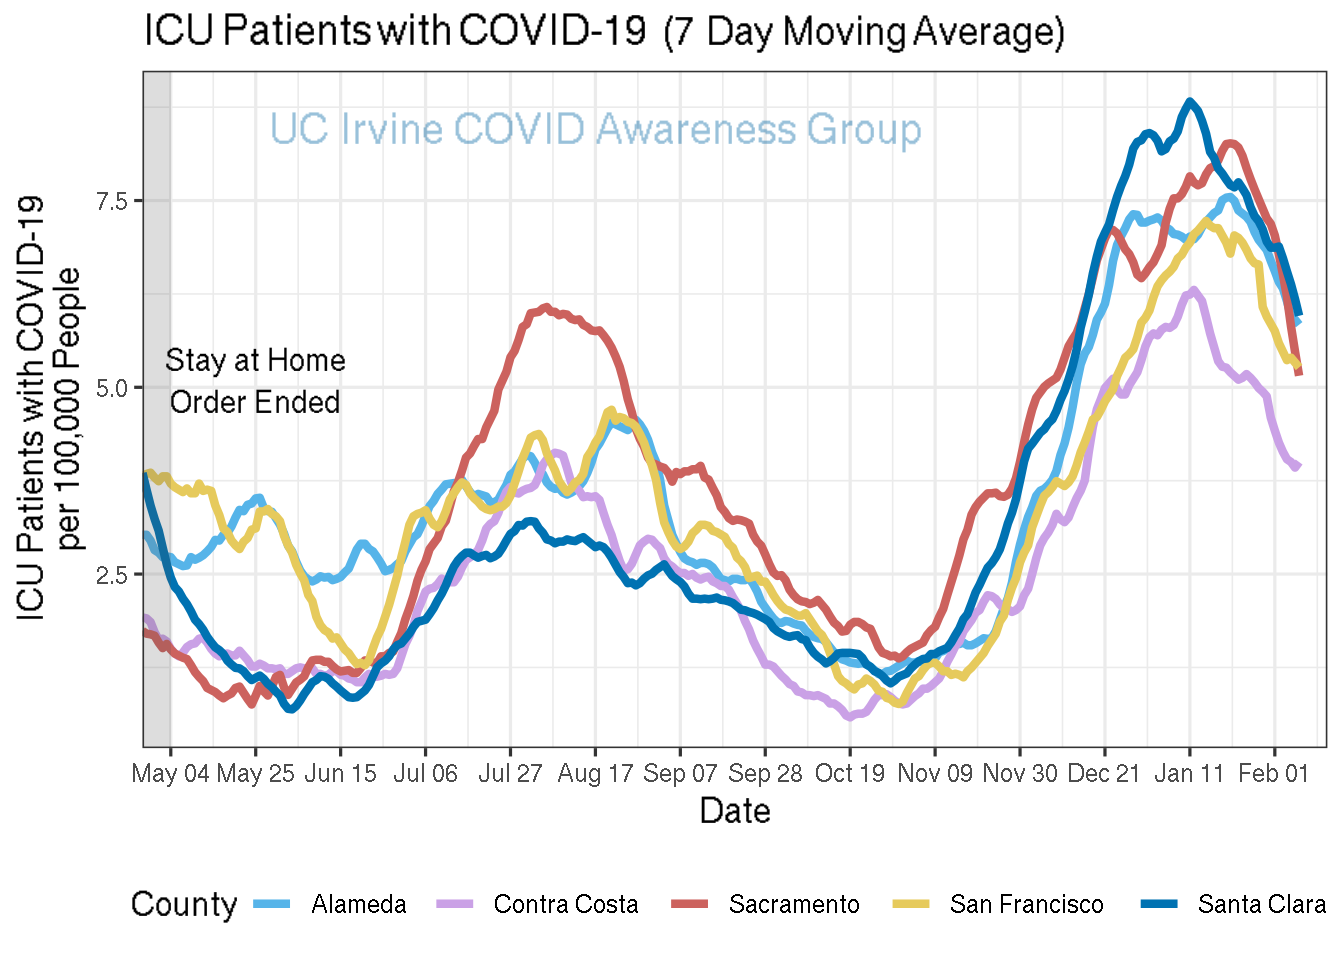 ICU Patients with COVID-19 (7 Day Moving Average)
UC Irvine COVID Awareness Group
ICU Patients with COVID-19
per 100,000 People
7.5
5.0
2.5
Stay at Home
Order Ended
May 04 May 25 Jun 15 Jul 06 Jul 27 Aug 17 Sep 07 Sep 28 Oct 19 Nov 09 Nov 30 Dec 21 Jan 11 Feb 01
Date
County Alameda Contra Costa Sacramento San Francisco Santa Clara